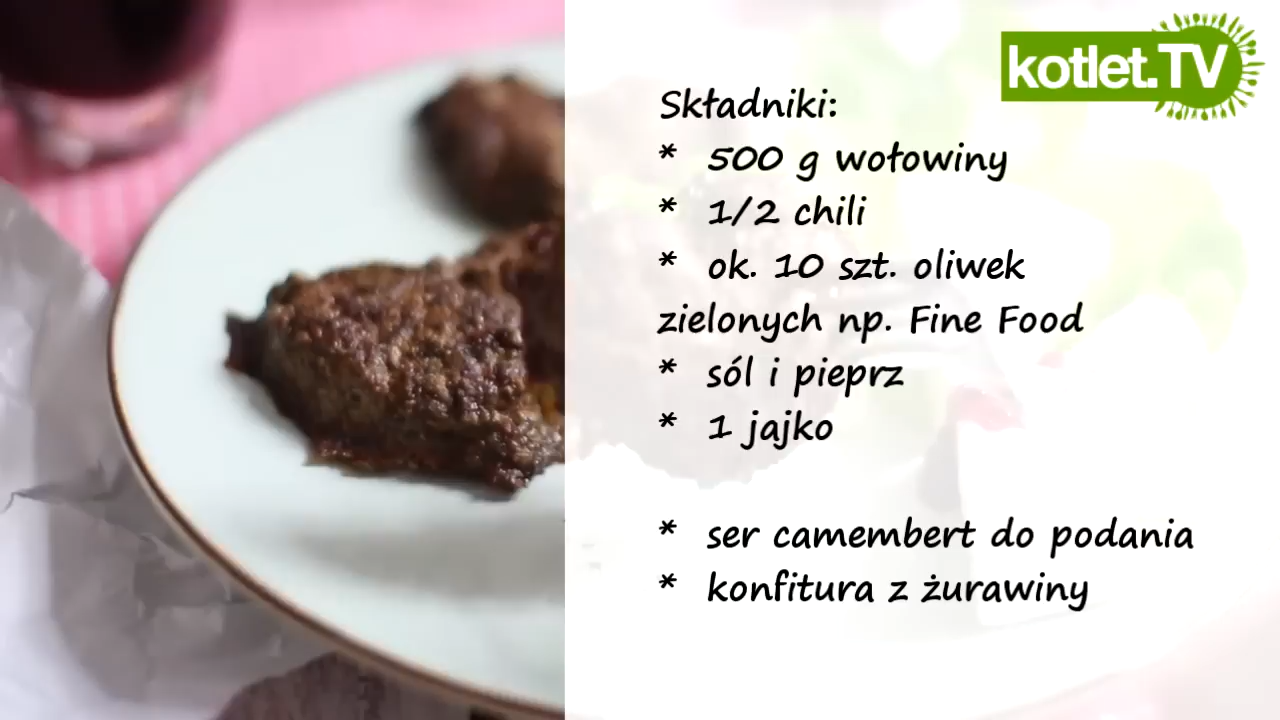 kotlet.TV
Składniki:
* 500 g wołowiny
* 1/2 chili
* ok. 10 szt. oliwek
zielonych np. Fine Food
* sól i pieprz
* 1 jajko
* ser camembert do podania
* konfitura z żurawiny